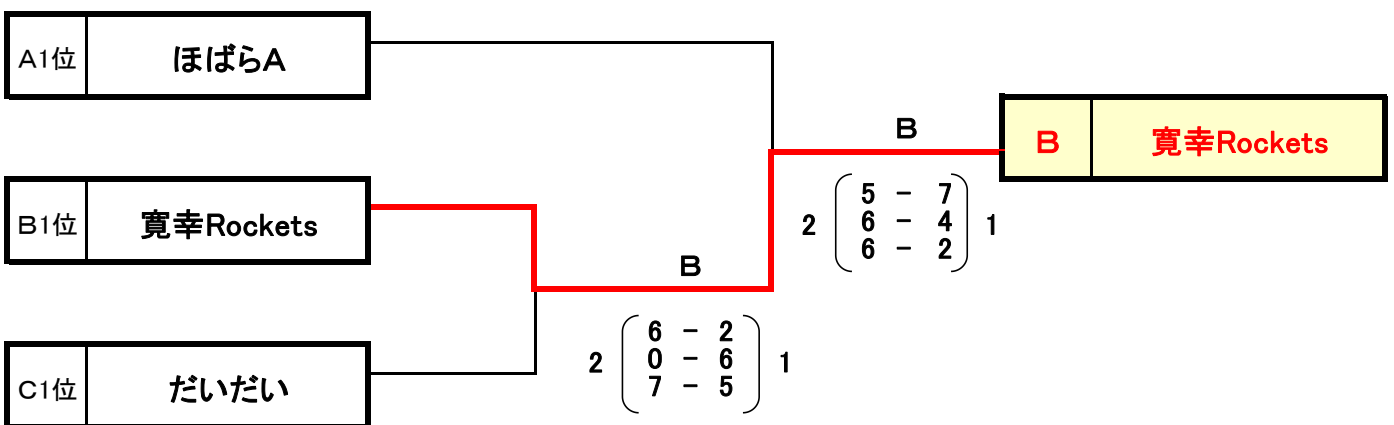 A1位 ほばらA
B
B 寛幸Rockets
5 - 7
2 6 - 4 1
6 - 2
B1位 寛幸Rockets
B
6 - 2
2 0 - 6 1
7 - 5
C1位 だいだい